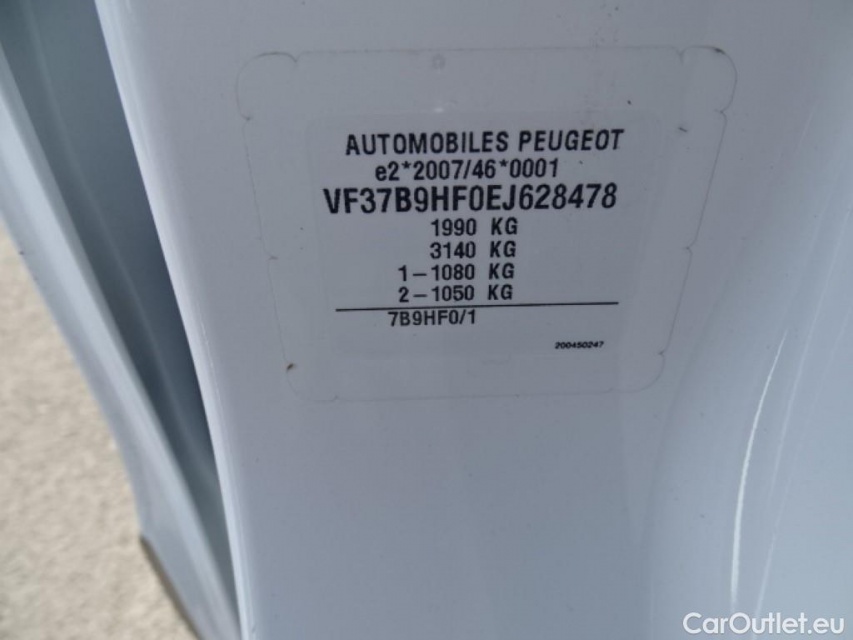 AUTOMOBILES PEUGEOT
e2*2007/46*0001
VF37B9HF0EJ628478
1990 KG
3140 KG
1-1080 KG
2-1050 KG
7B9HF0/1
200450247
CarOutlet.eu